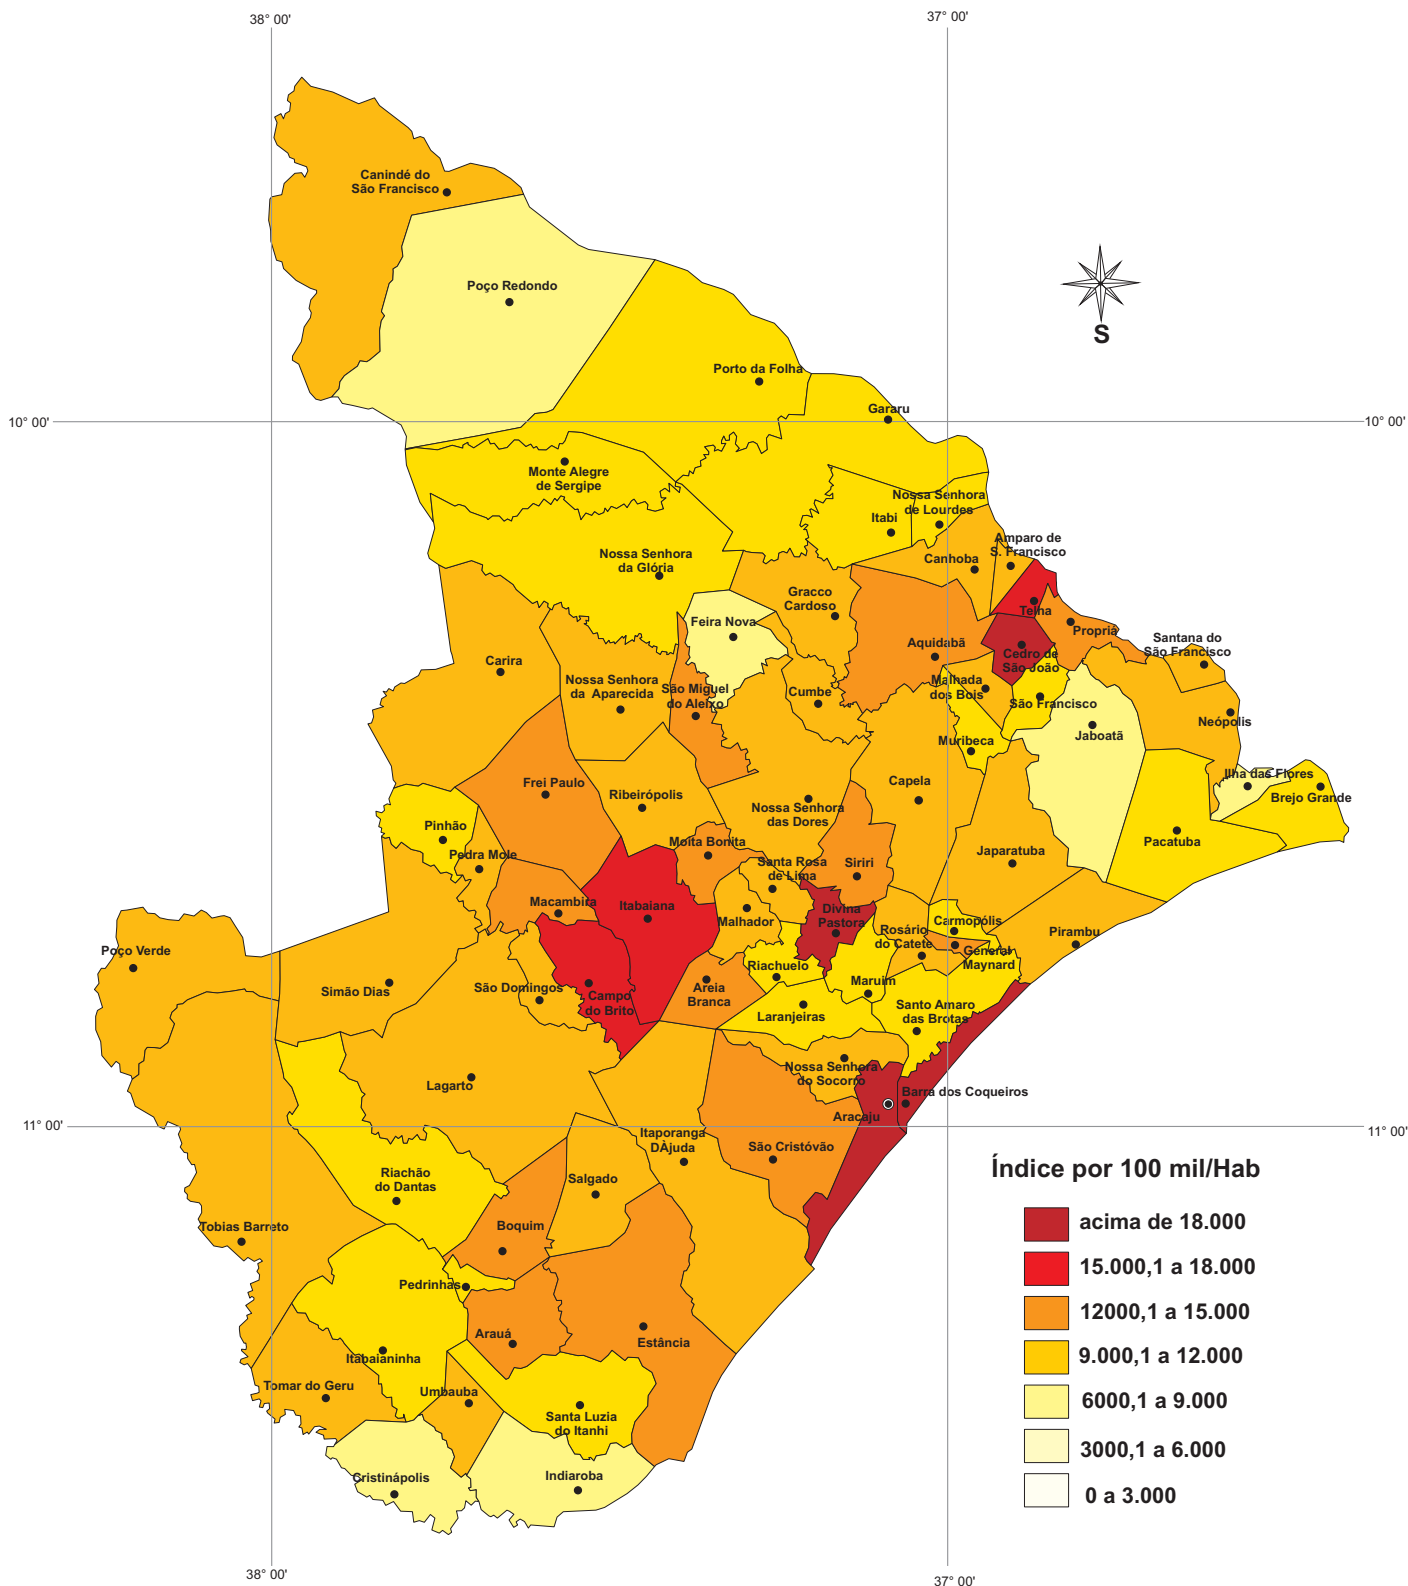 38° 00'
37° 00'
Canindé do
São Francisco
Poço Redondo
S
Porto da Folha
Gararu
10° 00'
10° 00'
Monte Alegre
de Sergipe
Nossa Senhora
de Lourdes
Itabi
Amparo de
S. Francisco
Nossa Senhora
da Glória
Canhoba
Gracco
Cardoso
Telha
Feira Nova
Propriá
Santana do
São Francisco
Aquidabã
Cedro de
São João
Carira
Nossa Senhora
da Aparecida
São Miguel
do Aleixo
Cumbe
Malhada
dos Bois
São Francisco
Neópolis
Jaboatã
Muribeca
Ilha das Flores
Brejo Grande
Frei Paulo
Ribeirópolis
Capela
Nossa Senhora
das Dores
Pinhão
Moita Bonita
Pacatuba
Pedra Mole
Santa Rosa
de Lima
Siriri
Japaratuba
Macambira
Itabaiana
Malhador
Divina
Pastora
Carmopólis
Rosário
do Catete
Pirambu
General
Maynard
Poço Verde
Riachuelo
Simão Dias
São Domingos
Campo
do Brito
Areia
Branca
Maruim
Laranjeiras
Santo Amaro
das Brotas
Lagarto
Nossa Senhora
do Socorro
Barra dos Coqueiros
Aracaju
11° 00'
11° 00'
Itaporanga
DÀjuda
São Cristóvão
Riachão
do Dantas
Salgado
Tobias Barreto
Boquim
Pedrinhas
Arauá
Estância
Itabaianinha
Tomar do Geru
Umbauba
Santa Luzia
do Itanhi
Cristinápolis
Indiaroba
Índice por 100 mil/Hab
acima de 18.000
15.000,1 a 18.000
12000,1 a 15.000
9.000,1 a 12.000
6000,1 a 9.000
3000,1 a 6.000
0 a 3.000
38° 00'
37° 00'